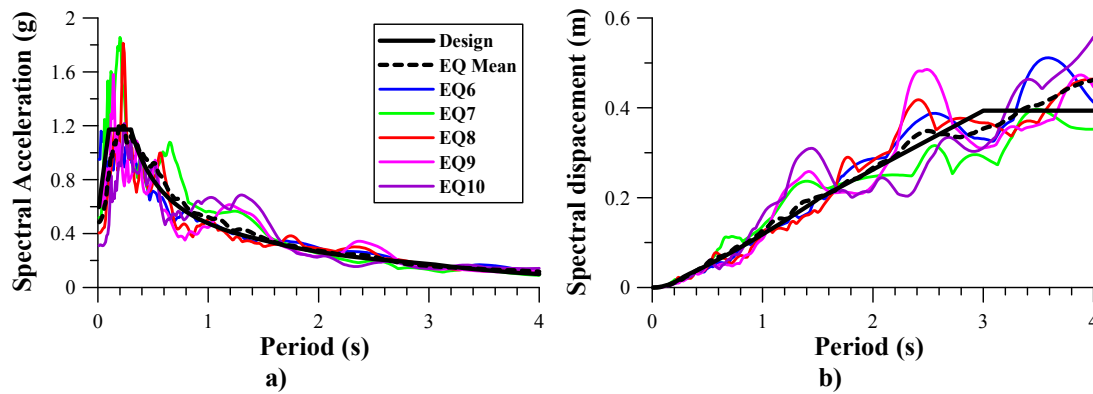 2
1.6
1.2
0.8
0.4
0
Spectral Acceleration (g)
0 1 2 3 4
Period (s)
a)
Design
EQ Mean
EQ6
EQ7
EQ8
EQ9
EQ10
0.6
0.4
0.2
0
Spectral dispacement (m)
0 1 2 3 4
Period (s)
b)